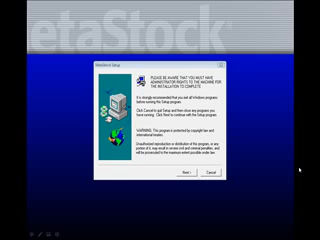 etaStock
MetaStock Setup
PLEASE BE AWARE THAT YOU MUST HAVE
ADMINISTRATOR RIGHTS TO THE MACHINE FOR
THE INSTALLATION TO COMPLETE
It is strongly recommended that you exit all Windows programs
before running this Setup program.
Click Cancel to quit Setup and then close any programs you
have running. Click Next to continue with the Setup program.
WARNING: This program is protected by copyright law and
international treaties.
Unauthorized reproduction or distribution of this program, or any
portion of it, may result in severe civil and criminal penalties, and
will be prosecuted to the maximum extent possible under law.
Next >
Cancel